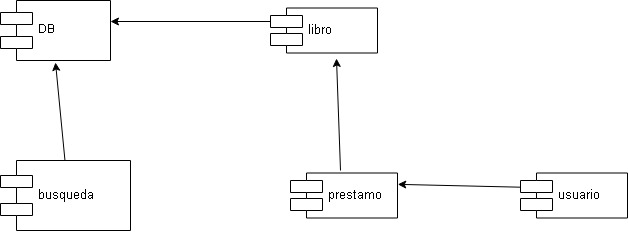 DB
libro
busqueda
prestamo
usuario